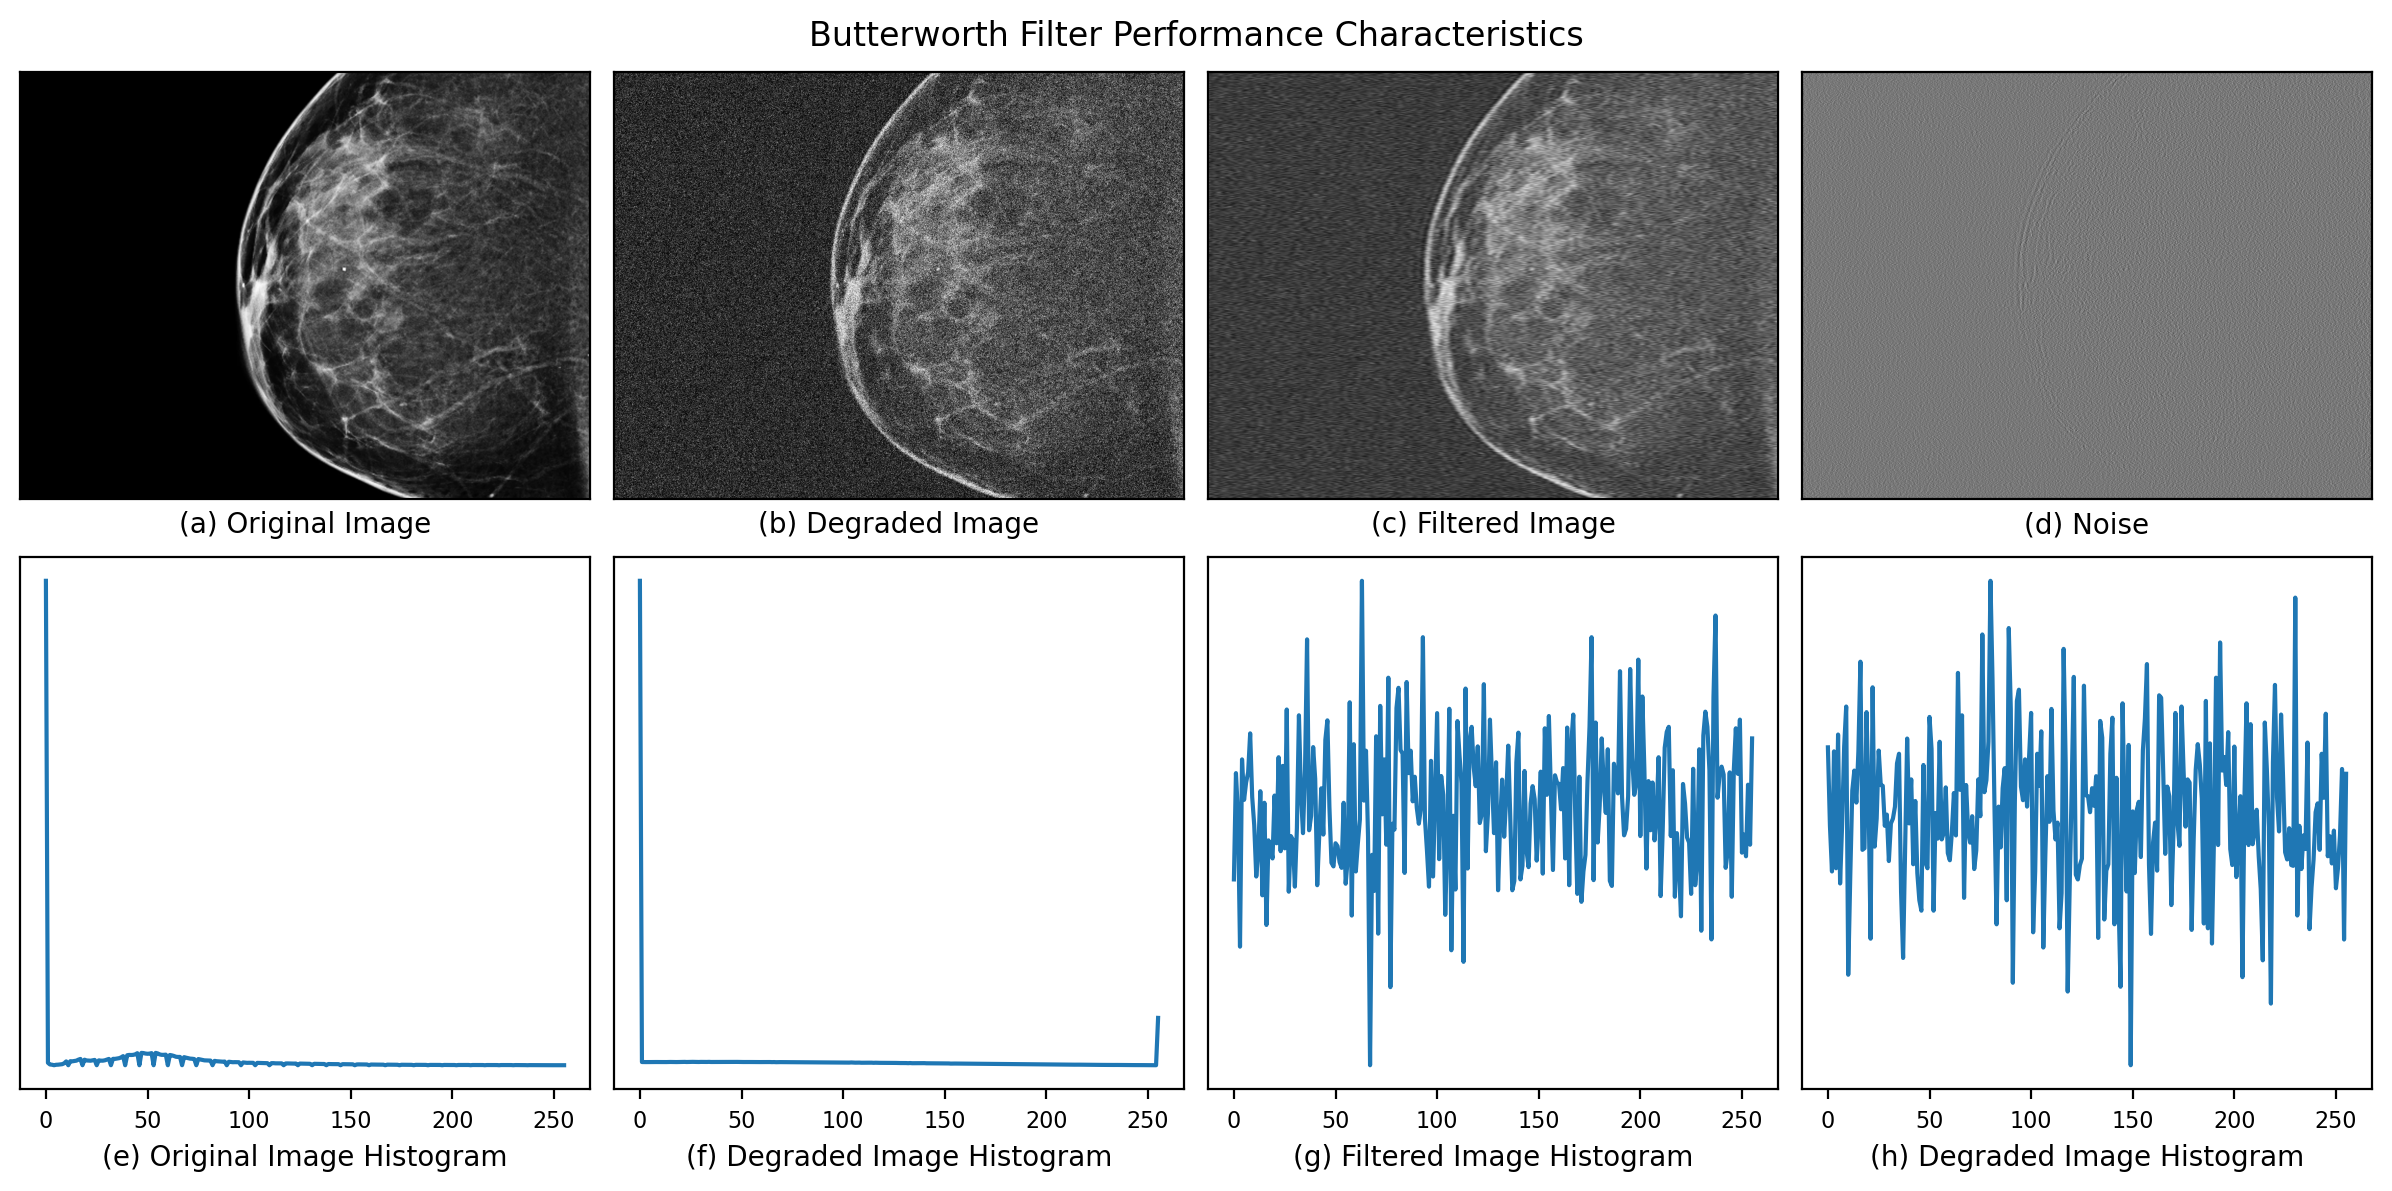 Butterworth Filter Performance Characteristics
(a) Original Image
(b) Degraded Image
(c) Filtered Image
(d) Noise
0 50 100 150 200 250
0 50 100 150 200 250
0 50 100 150 200 250
0 50 100 150 200 250
(e) Original Image Histogram
(f) Degraded Image Histogram
(g) Filtered Image Histogram
(h) Degraded Image Histogram